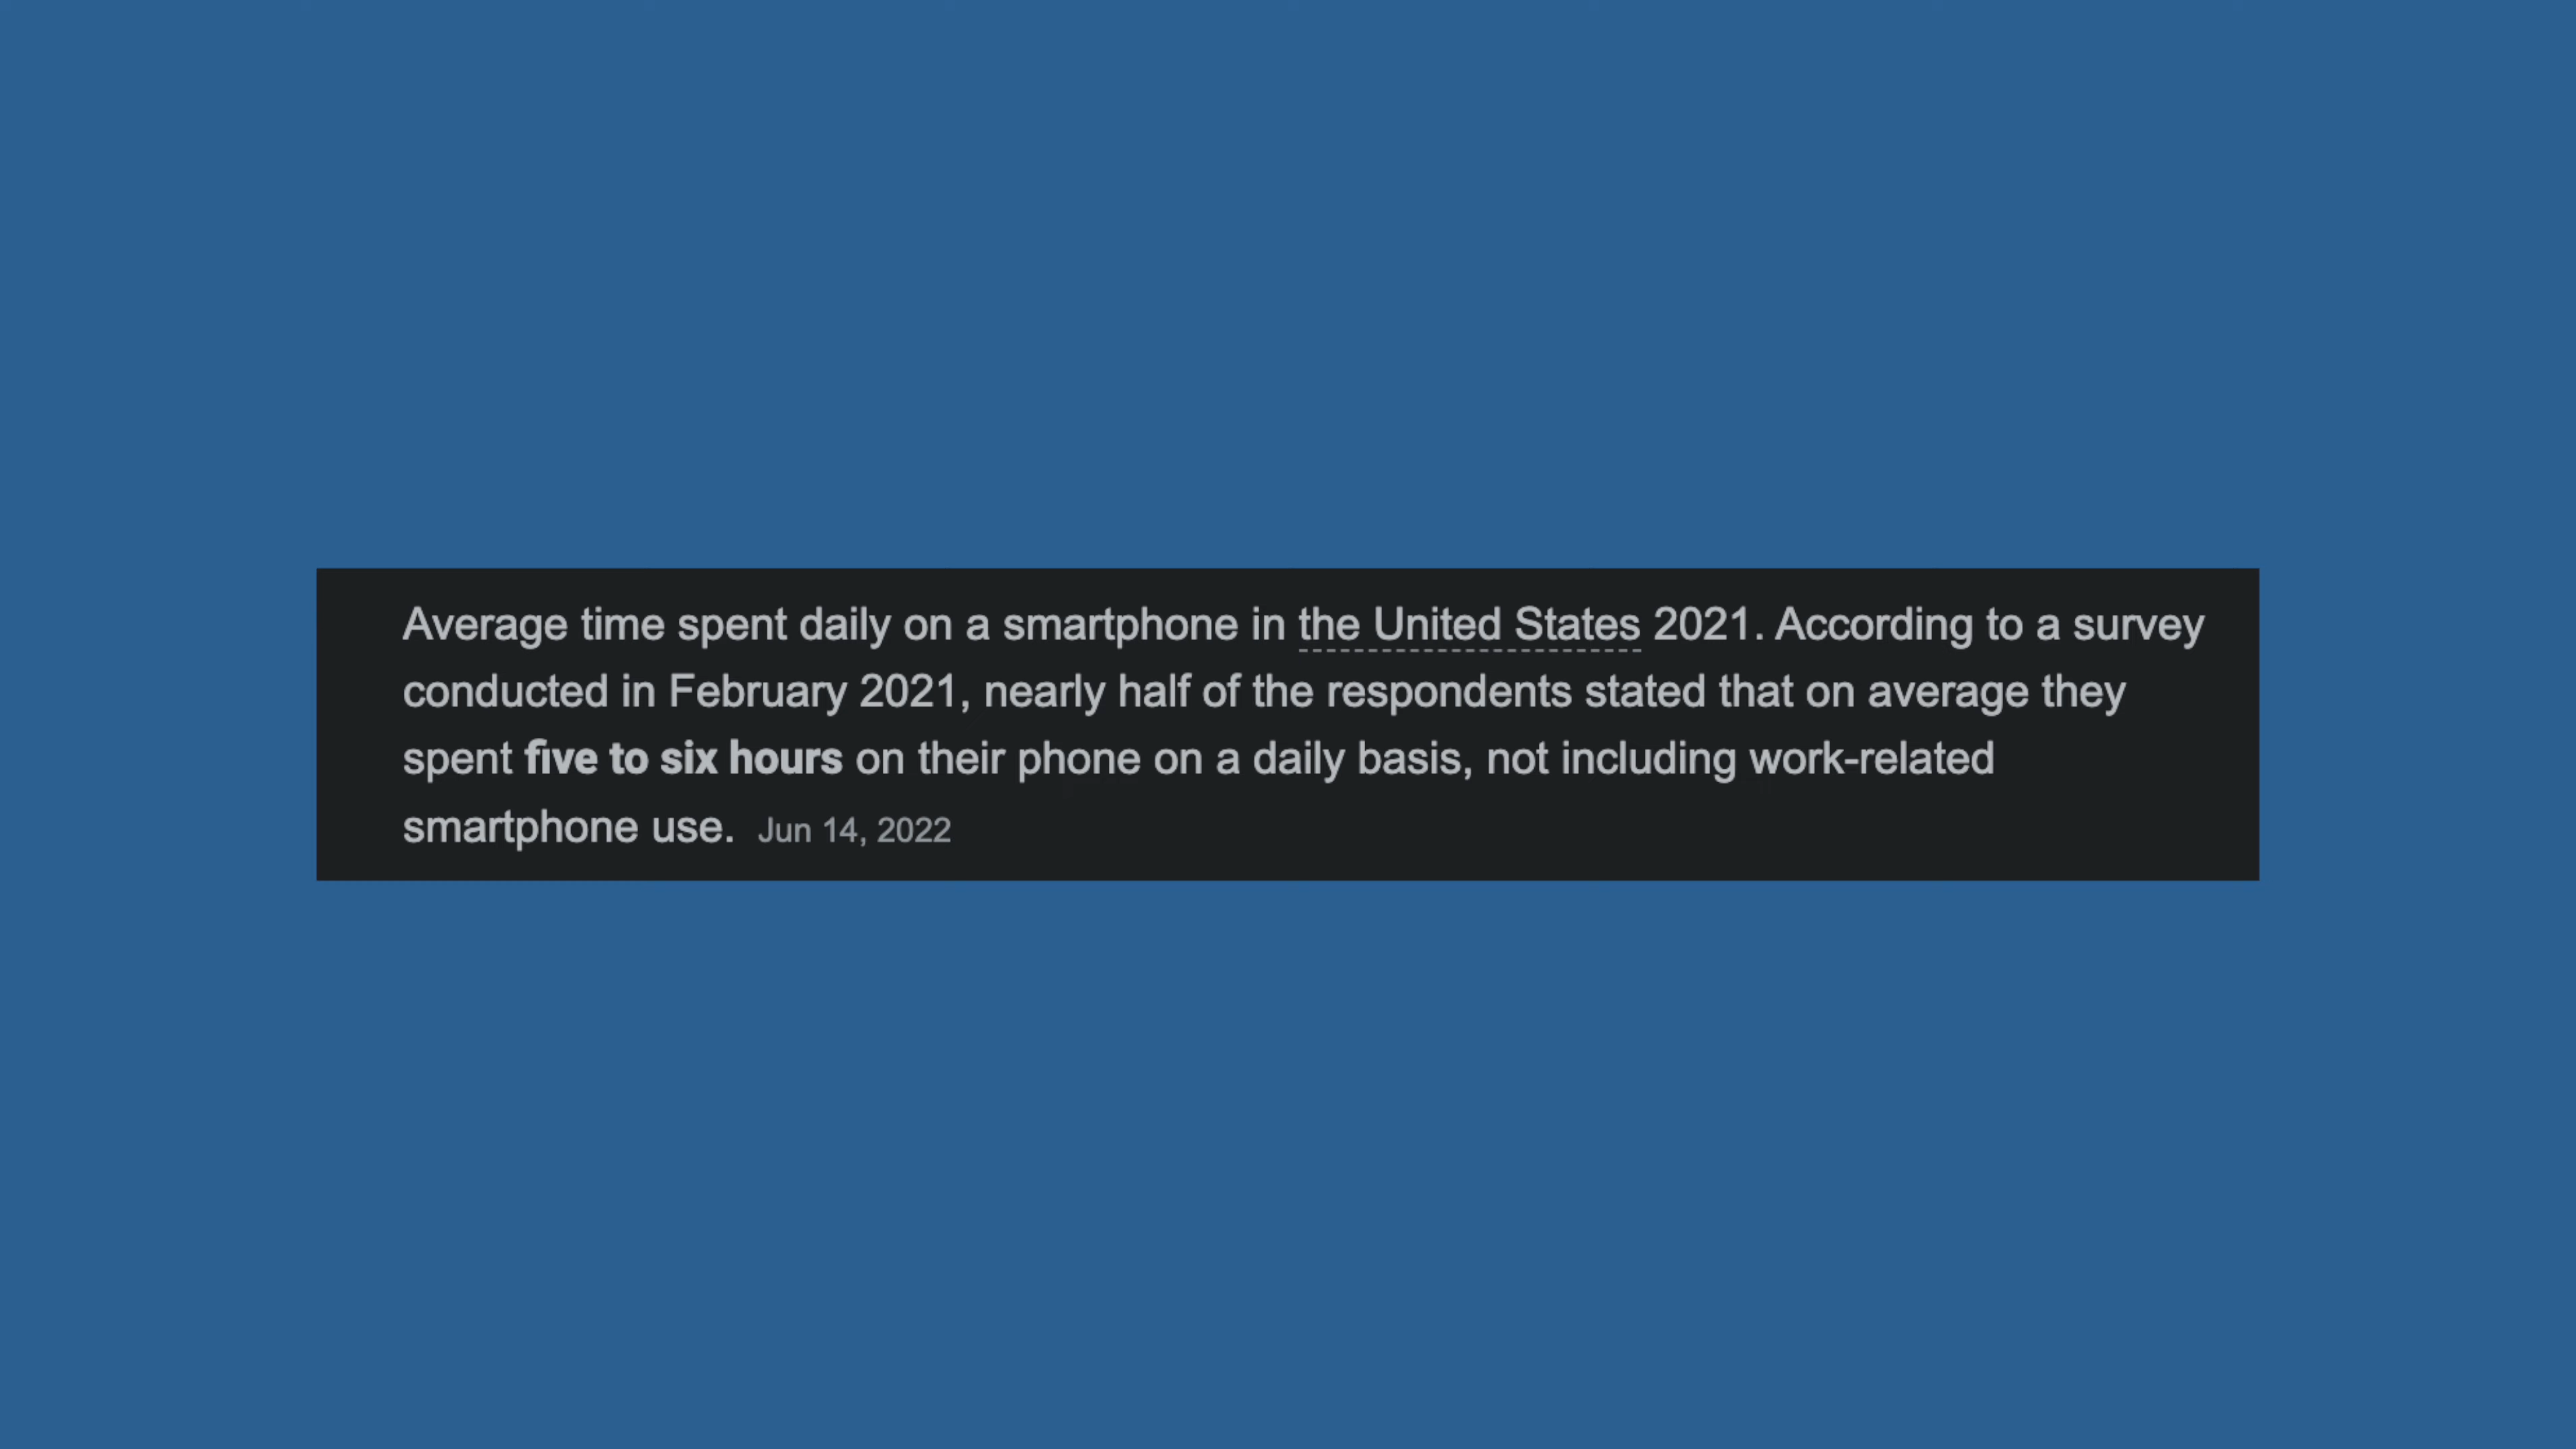 Average time spent daily on a smartphone in the United States 2021. According to a survey
conducted in February 2021, nearly half of the respondents stated that on average they
spent five to six hours on their phone on a daily basis, not including work-related
smartphone use. Jun 14, 2022